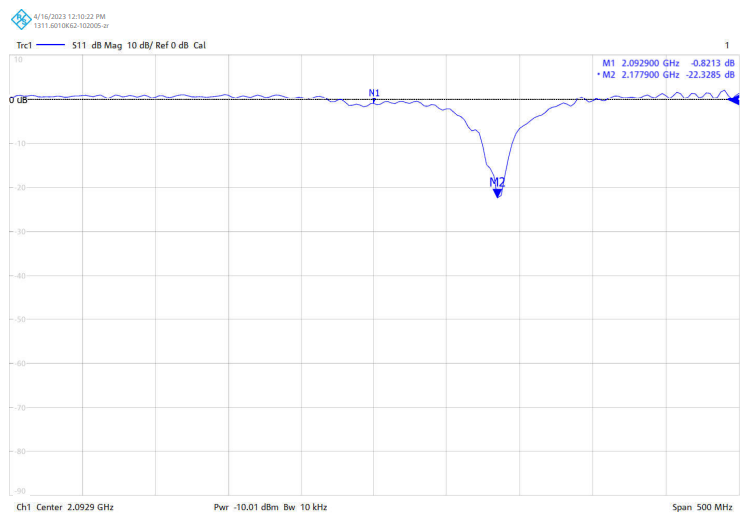 4/16/2023 12:10:22 PM
1311.6010K62-102005-zr
Trc1 S11 dB Mag 10 dB/ Ref 0 dB Cal 1
10
M1 2.092900 GHz -0.8213 dB
• M2 2.177900 GHz -22.3285 dB
N1
0 dB
-10
-20
M2
-30
-40
-50
-60
-70
-80
-90
Ch1 Center 2.0929 GHz Pwr -10.01 dBm Bw 10 kHz Span 500 MHz